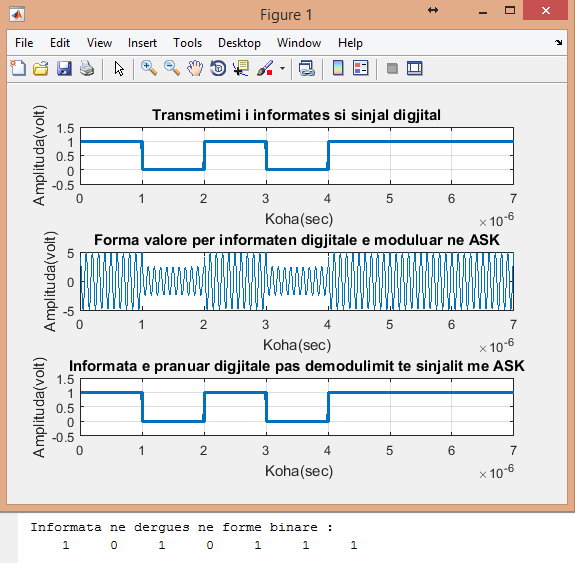 Figure 1
File Edit View Insert Tools Desktop Window Help
Transmetimi i informates si sinjal digjital
Amplituda(volt)
1.5
1
0.5
0
-0.5
0 1 2 3 4 5 6 7
Koha(sec)
×10-6
Forma valore per informaten digjitale e moduluar ne ASK
Amplituda(volt)
5
0
-5
0 1 2 3 4 5 6 7
Koha(sec)
×10-6
Informata e pranuar digjitale pas demodulimit te sinjalit me ASK
Amplituda(volt)
1.5
1
0.5
0
-0.5
0 1 2 3 4 5 6 7
Koha(sec)
×10-6
Informata ne dergues ne forme binare :
1 0 1 0 1 1 1